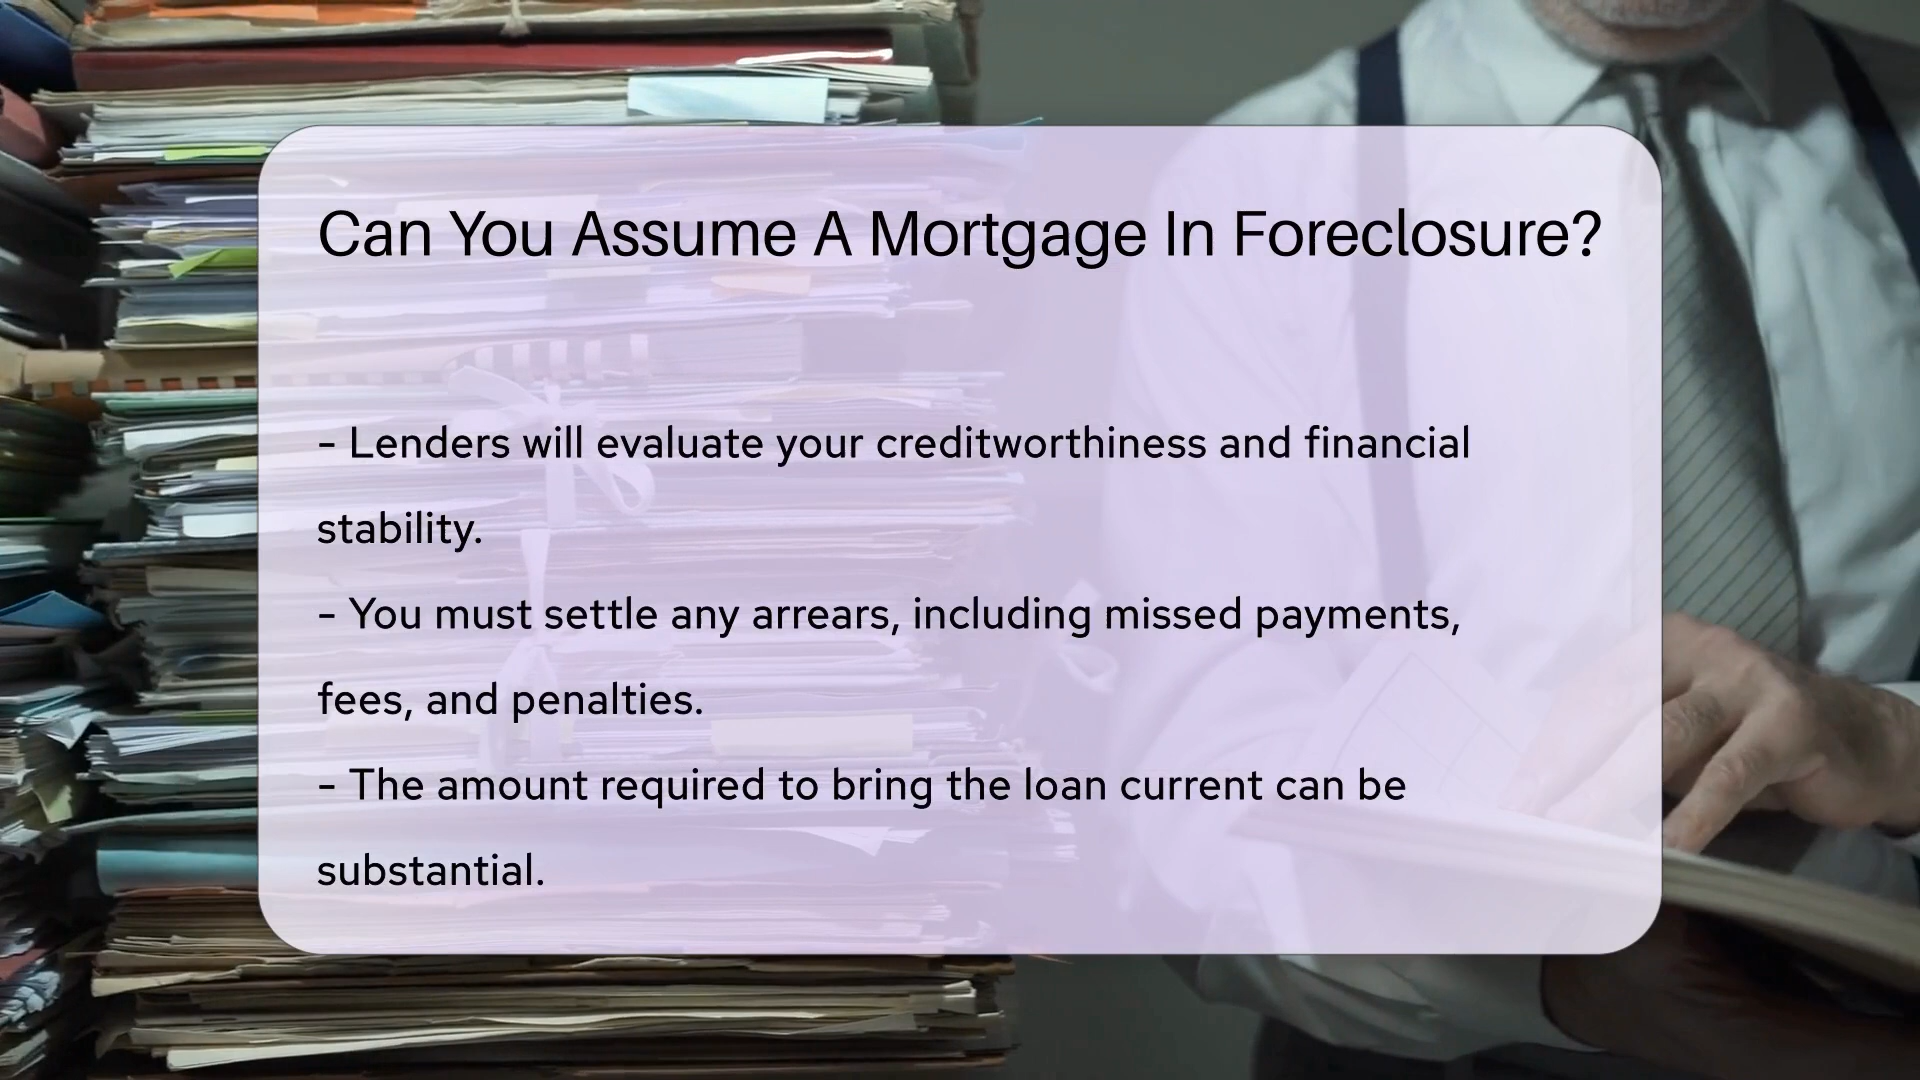 Can You Assume A Mortgage In Foreclosure?
- Lenders will evaluate your creditworthiness and financial
stability.
- You must settle any arrears, including missed payments,
fees, and penalties.
- The amount required to bring the loan current can be
substantial.